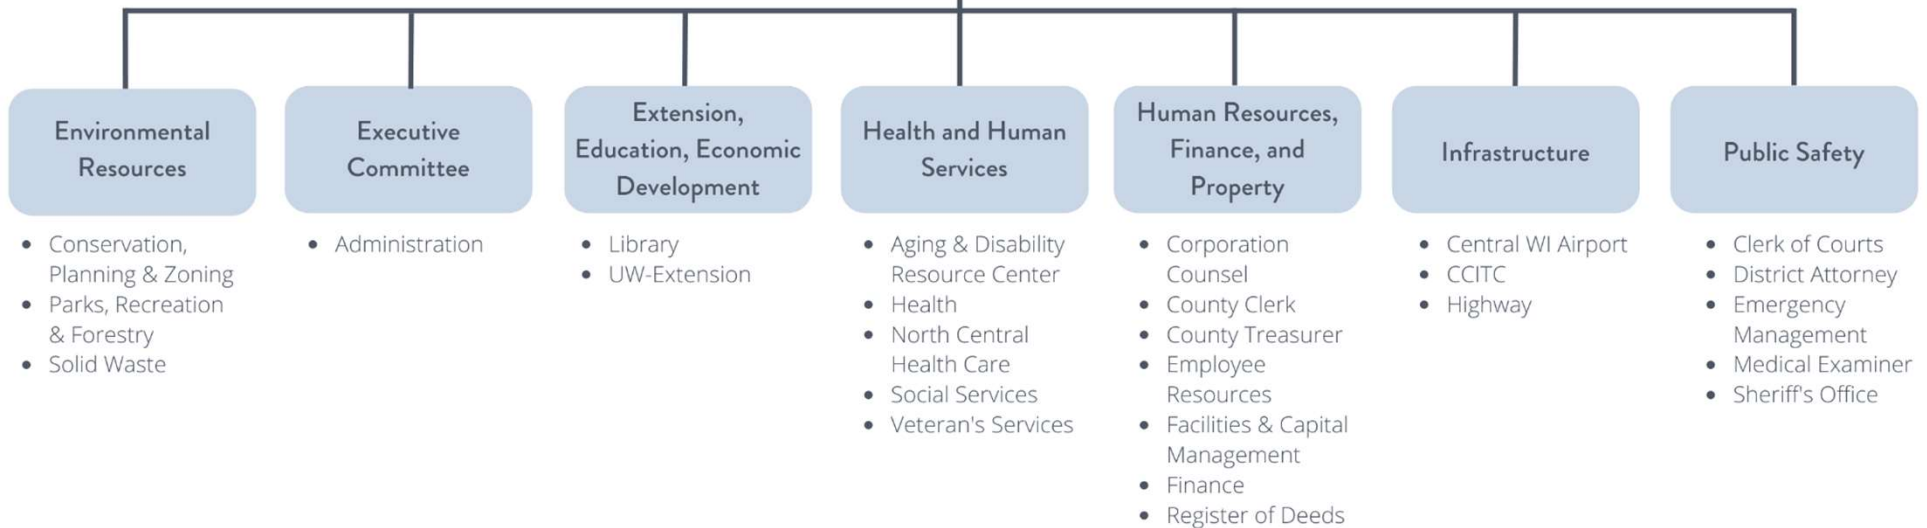 Environmental
Resources
• Conservation,
Planning & Zoning
• Parks, Recreation
& Forestry
• Solid Waste
Executive
Committee
• Administration
Extension,
Education, Economic
Development
• Library
• UW-Extension
Health and Human
Services
• Aging & Disability
Resource Center
• Health
• North Central
Health Care
• Social Services
• Veteran's Services
Human Resources,
Finance, and
Property
• Corporation
Counsel
• County Clerk
• County Treasurer
• Employee
Resources
• Facilities & Capital
Management
• Finance
• Register of Deeds
Infrastructure
• Central WI Airport
• CCITC
• Highway
Public Safety
• Clerk of Courts
• District Attorney
• Emergency
Management
• Medical Examiner
• Sheriff's Office